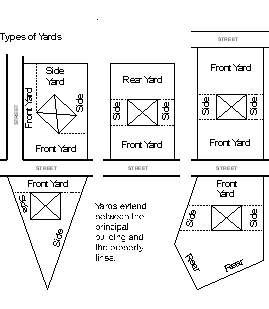 Types of Yards
STREET
Side
Yard
Front Yard
Side
Front Yard
STREET
Rear Yard
Side
Side
Front Yard
Front Yard
Side
Side
Front Yard
STREET
STREET
STREET
Front Yard
Side
Side
Yards extend
between the
principal
building and
the property
lines.
Front
Yard
Side
Side
Rear
Rear